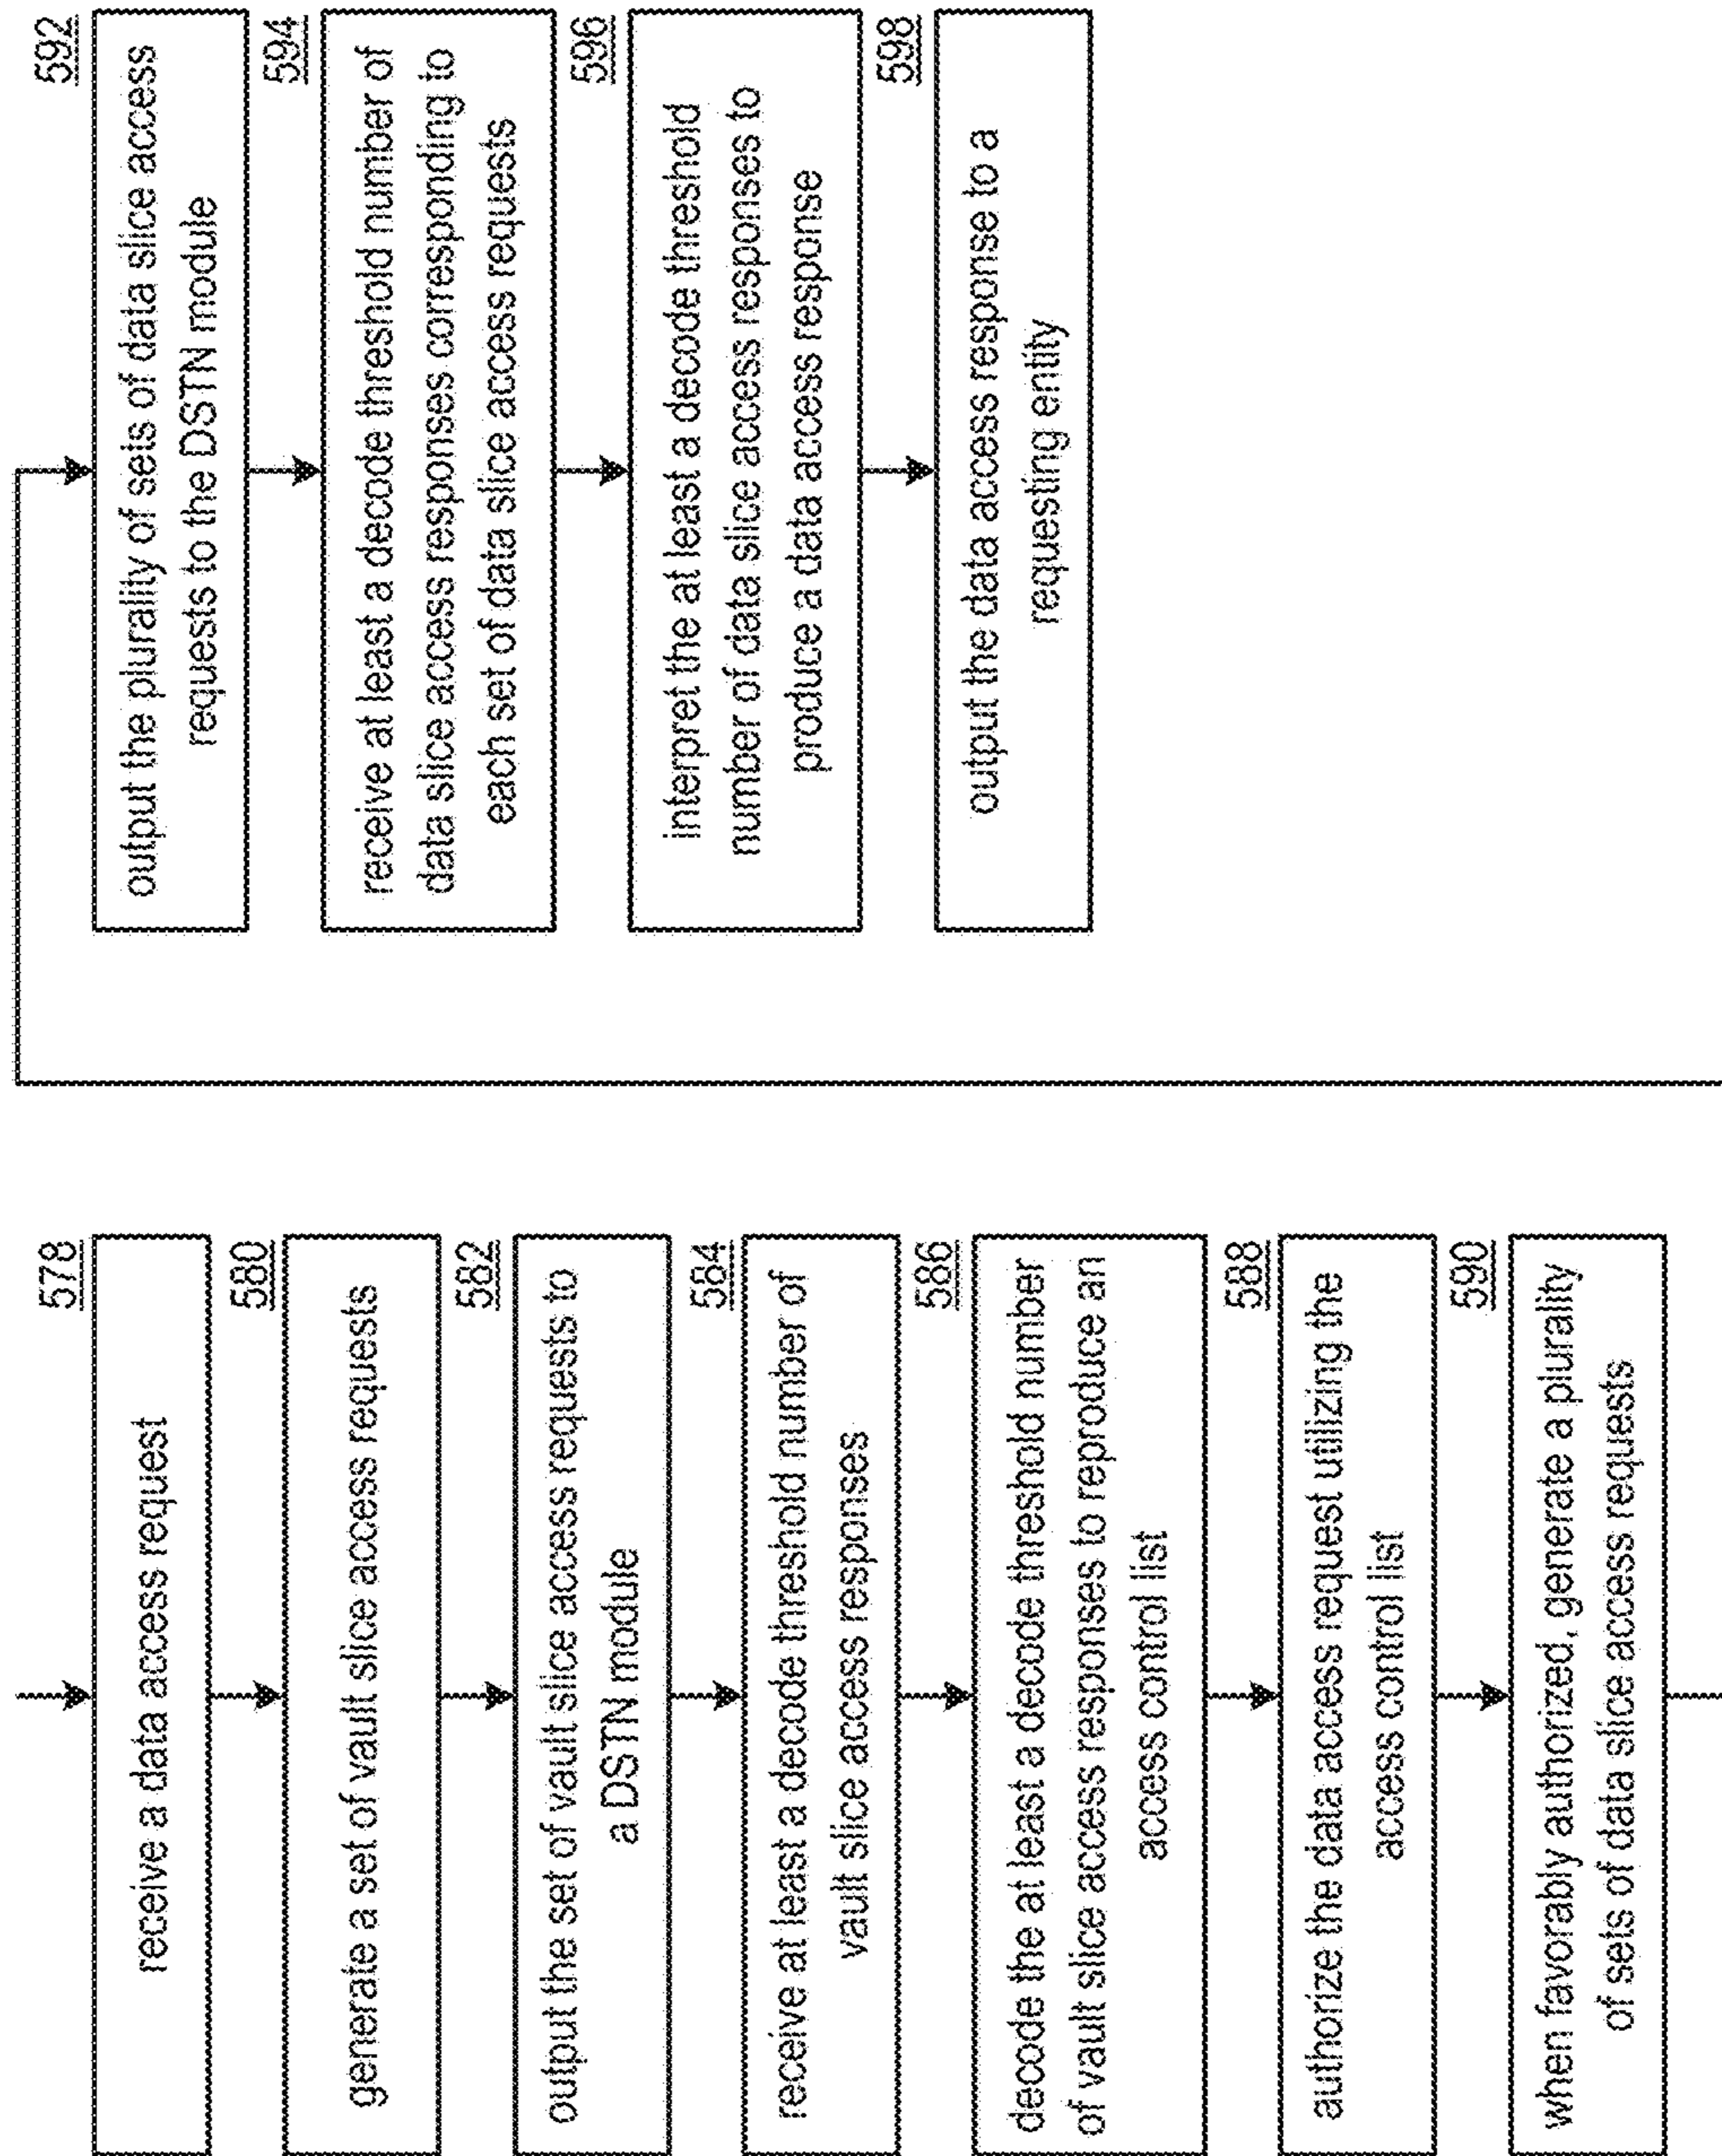 578
receive a data access request
580
generate a set of vault slice access requests
582
output the set of vault slice access requests to
a DSTN module
584
receive at least a decode threshold number of
vault slice access responses
586
decode the at least a decode threshold number
of vault slice access responses to reproduce an
access control list
588
authorize the data access request utilizing the
access control list
590
when favorably authorized, generate a plurality
of sets of data slice access requests
592
output the plurality of sets of data slice access
requests to the DSTN module
594
receive at least a decode threshold number of
data slice access responses corresponding to
each set of data slice access requests
596
interpret the at least a decode threshold
number of data slice access responses to
produce a data access response
598
output the data access response to a
requesting entity